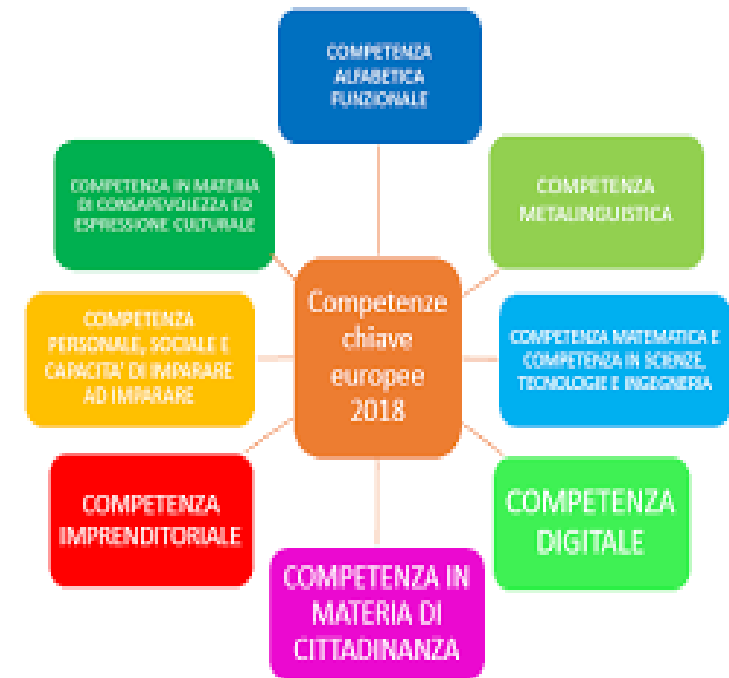 COMPETENZA
ALFABETICA
FUNZIONALE
COMPETENZA
METALINGUISTICA
COMPETENZA MATEMATICA E
COMPETENZA IN SCIENZE,
TECNOLOGIE E INGEGNERIA
COMPETENZA
DIGITALE
COMPETENZA IN
MATERIA DI
CITTADINANZA
COMPETENZA
IMPRENDITORIALE
COMPETENZA
PERSONALE, SOCIALE E
CAPACITA' DI IMPARARE
AD IMPARARE
COMPETENZA IN MATERIA
DI CONSAPEVOLEZZA ED
ESPRESSIONE CULTURALE
Competenze
chiave
europee
2018